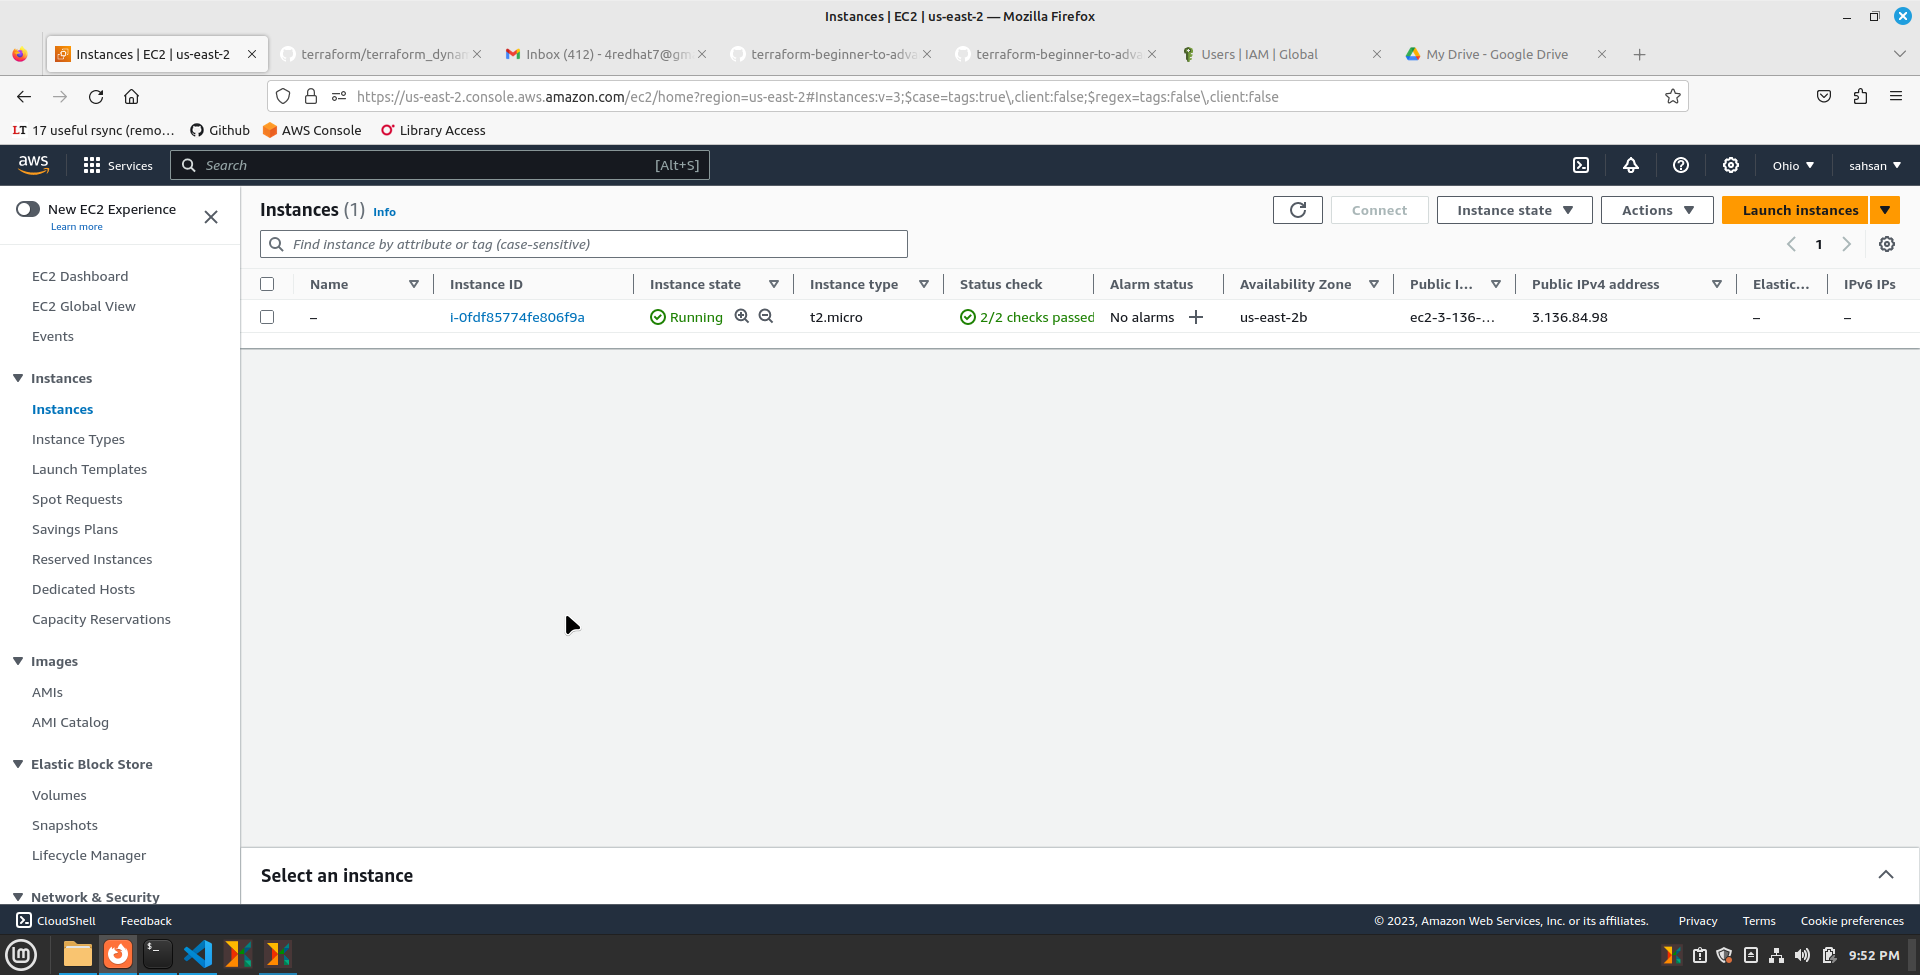 Instances | EC2 | us-east-2 — Mozilla Firefox
Instances | EC2 | us-east-2
terraform/terraform_dynam
Inbox (412) - 4redhat7@gm
terraform-beginner-to-adva
terraform-beginner-to-adva
Users | IAM | Global
My Drive - Google Drive
https://us-east-2.console.aws.amazon.com/ec2/home?region=us-east-2#Instances:v=3;$case=tags:true\,client:false;$regex=tags:false\,client:false
LT 17 useful rsync (remo…
Github
AWS Console
Library Access
aws
Services
Search
[Alt+S]
Ohio
sahsan
New EC2 Experience
Learn more
Instances (1) Info
Connect
Instance state
Actions
Launch instances
Find instance by attribute or tag (case-sensitive)
1
Name
Instance ID
Instance state
Instance type
Status check
Alarm status
Availability Zone
Public I...
Public IPv4 address
Elastic...
IPv6 IPs
–
i-0fdf85774fe806f9a
Running
t2.micro
2/2 checks passed
No alarms
us-east-2b
ec2-3-136-...
3.136.84.98
–
–
EC2 Dashboard
EC2 Global View
Events
Instances
Instances
Instance Types
Launch Templates
Spot Requests
Savings Plans
Reserved Instances
Dedicated Hosts
Capacity Reservations
Images
AMIs
AMI Catalog
Elastic Block Store
Volumes
Snapshots
Lifecycle Manager
Network & Security
Select an instance
CloudShell
Feedback
© 2023, Amazon Web Services, Inc. or its affiliates.
Privacy
Terms
Cookie preferences
9:52 PM